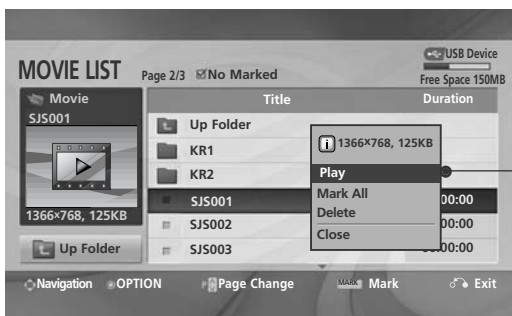 USB Device
MOVIE LIST Page 2/3 No Marked Free Space 150MB
Movie Title Duration
SJS001 Up Folder
KR1
KR2
SJS001 00:00
SJS002
SJS003 00:00
1366×768, 125KB
Up Folder
i 1366×768, 125KB
Play
Mark All
Delete
Close
Navigation OPTION Page Change MARK Mark Exit